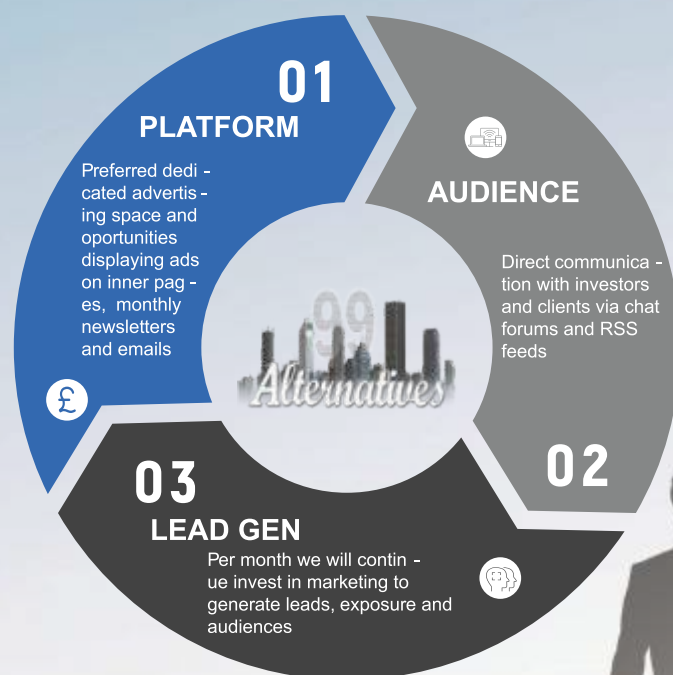 01
PLATFORM
Preferred dedi -
cated advertis -
ing space and
oportunities
displaying ads
on inner pag -
es, monthly
newsletters
and emails
£
AUDIENCE
Direct communica -
tion with investors
and clients via chat
forums and RSS
feeds
02
99
Alternatives
03
LEAD GEN
Per month we will contin -
ue invest in marketing to
generate leads, exposure and
audiences